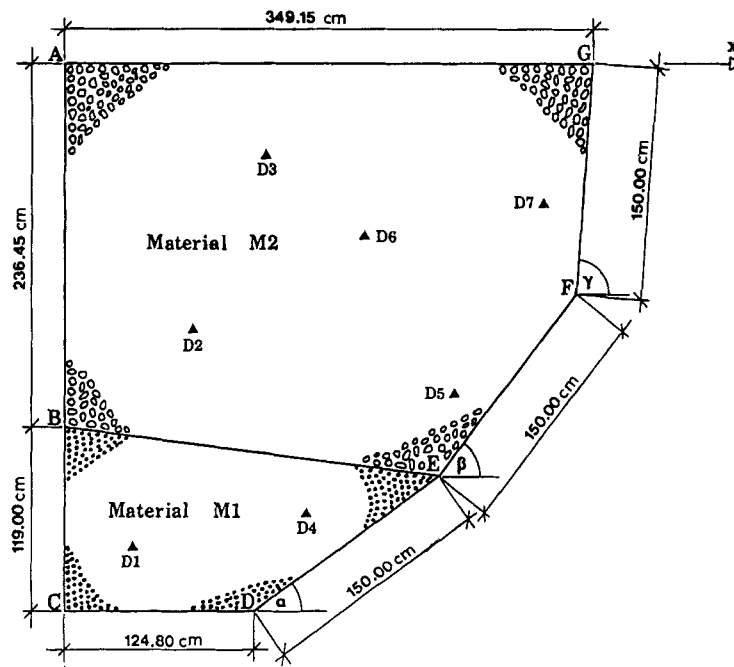 349.15 cm
A
G
x
D3
D7
D6
Material M2
236.45 cm
150.00 cm
F
γ
D2
D5
B
E
β
150.00 cm
Material M1
D4
D1
119.00 cm
150.00 cm
C
D
α
124.80 cm